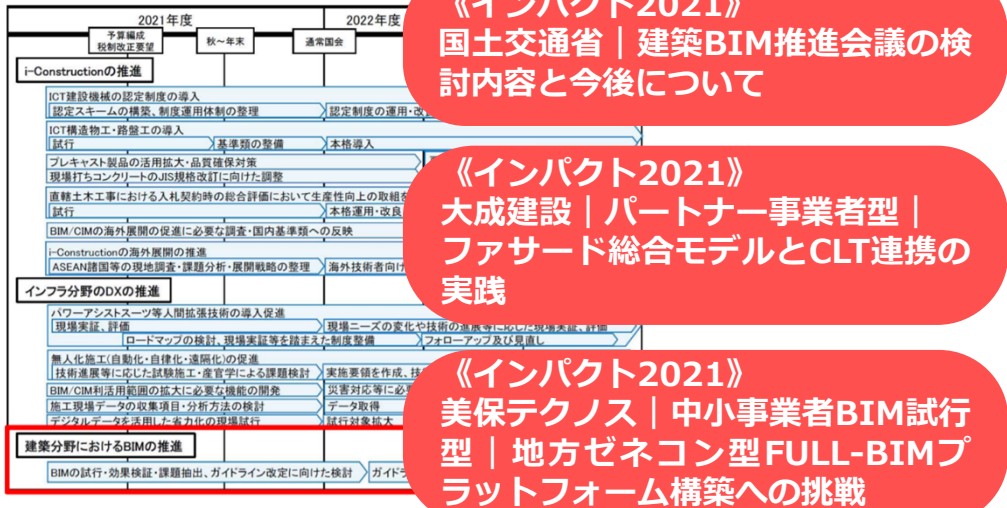 2021年度
2022年度
予算編成
税制改正要望
秋~年末
通常国会
i-Constructionの推進
ICT建設機械の認定制度の導入
認定スキームの構築、制度運用体制の整理
認定制度の運用・改
ICT構造物工・路盤工の導入
試行
基準類の整備
本格導入
プレキャスト製品の活用拡大・品質確保対策
現場打ちコンクリートのJIS規格改訂に向けた調整
直轄土木工事における入札契約時の総合評価において生産性向上の取組を
試行
本格運用・改良
BIM/CIMの海外展開の促進に必要な調査・国内基準類への反映
i-Constructionの海外展開の推進
ASEAN諸国等の現地調査・課題分析・展開戦略の整理
海外技術者向け
インフラ分野のDXの推進
パワーアシストスーツ等人間拡張技術の導入促進
現場実証、評価
現場ニーズの変化や技術の進展等に応じた現場実証、評価
ロードマップの検討、現場実証等を踏まえた制度整備
フォローアップ及び見直し
無人化施工(自動化・自律化・遠隔化)の促進
技術進展等に応じた試験施工・産官学による課題検討
実施要領を作成、技
BIM/CIM利活用範囲の拡大に必要な機能の開発
災害対応等に必
施工現場データの収集項目・分析方法の検討
データ取得
デジタルデータを活用した省力化の現場試行
試行対象拡大
建築分野におけるBIMの推進
BIMの試行・効果検証・課題抽出、ガイドライン改定に向けた検討
ガイドラ
《インパクト2021》
国土交通省|建築BIM推進会議の検
討内容と今後について
《インパクト2021》
大成建設|パートナー事業者型|
ファサード総合モデルとCLT連携の
実践
《インパクト2021》
美保テクノス|中小事業者BIM試行
型|地方ゼネコン型FULL-BIMプ
ラットフォーム構築への挑戦